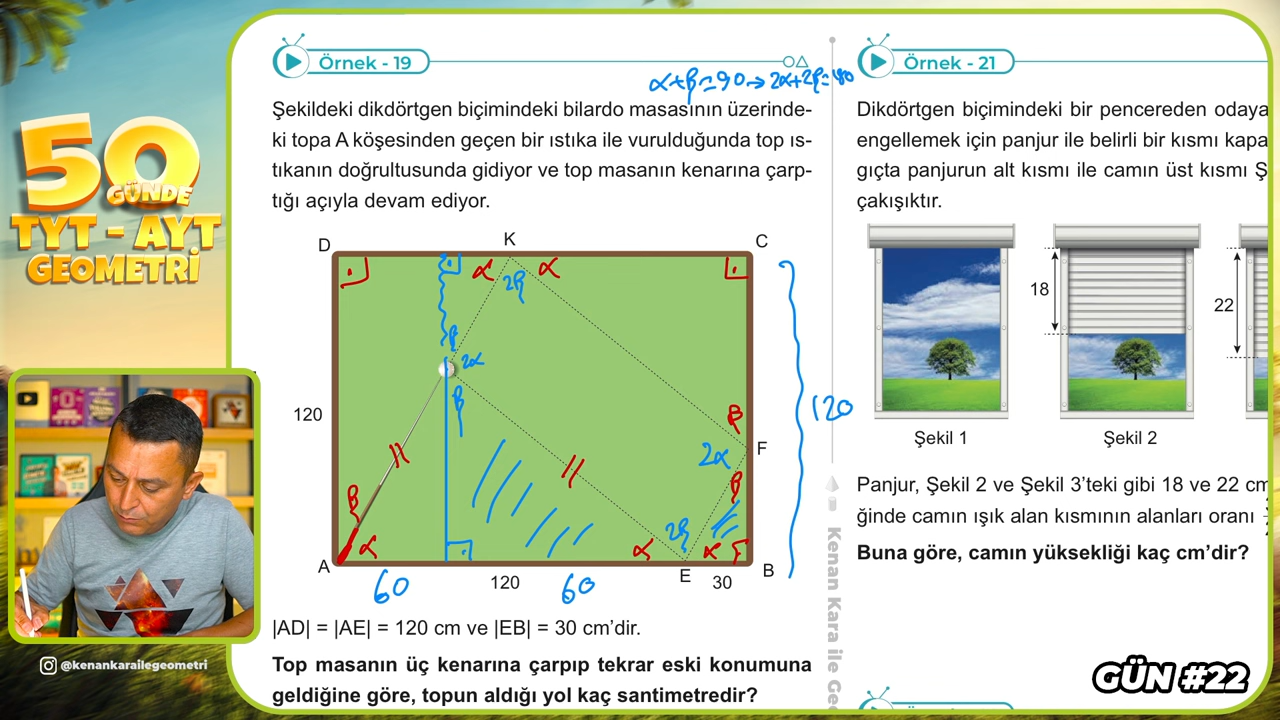 50
GÜNDE
TYT - AYT
GEOMETRİ
@kenankarailegeometri
Örnek - 19
α+β=90→2α+2β=180
Şekildeki dikdörtgen biçimindeki bilardo masasının üzerinde-
ki topa A köşesinden geçen bir ıstıka ile vurulduğunda top ıs-
tıkanın doğrultusunda gidiyor ve top masanın kenarına çarp-
tığı açıyla devam ediyor.
D
K
C
α
α
2β
β
2α
β
120
120
β
F
2α
β
β
α
α
2β
α
A
60
120
60
E
30
B
|AD| = |AE| = 120 cm ve |EB| = 30 cm'dir.
Top masanın üç kenarına çarpıp tekrar eski konumuna
geldiğine göre, topun aldığı yol kaç santimetredir?
Kenan Kara ile Ge
Örnek - 21
Dikdörtgen biçimindeki bir pencereden odaya
engellemek için panjur ile belirli bir kısmı kapa
gıçta panjurun alt kısmı ile camın üst kısmı Ş
çakışıktır.
18
22
Şekil 1
Şekil 2
Panjur, Şekil 2 ve Şekil 3'teki gibi 18 ve 22 cm
ğinde camın ışık alan kısmının alanları oranı
Buna göre, camın yüksekliği kaç cm'dir?
GÜN #22